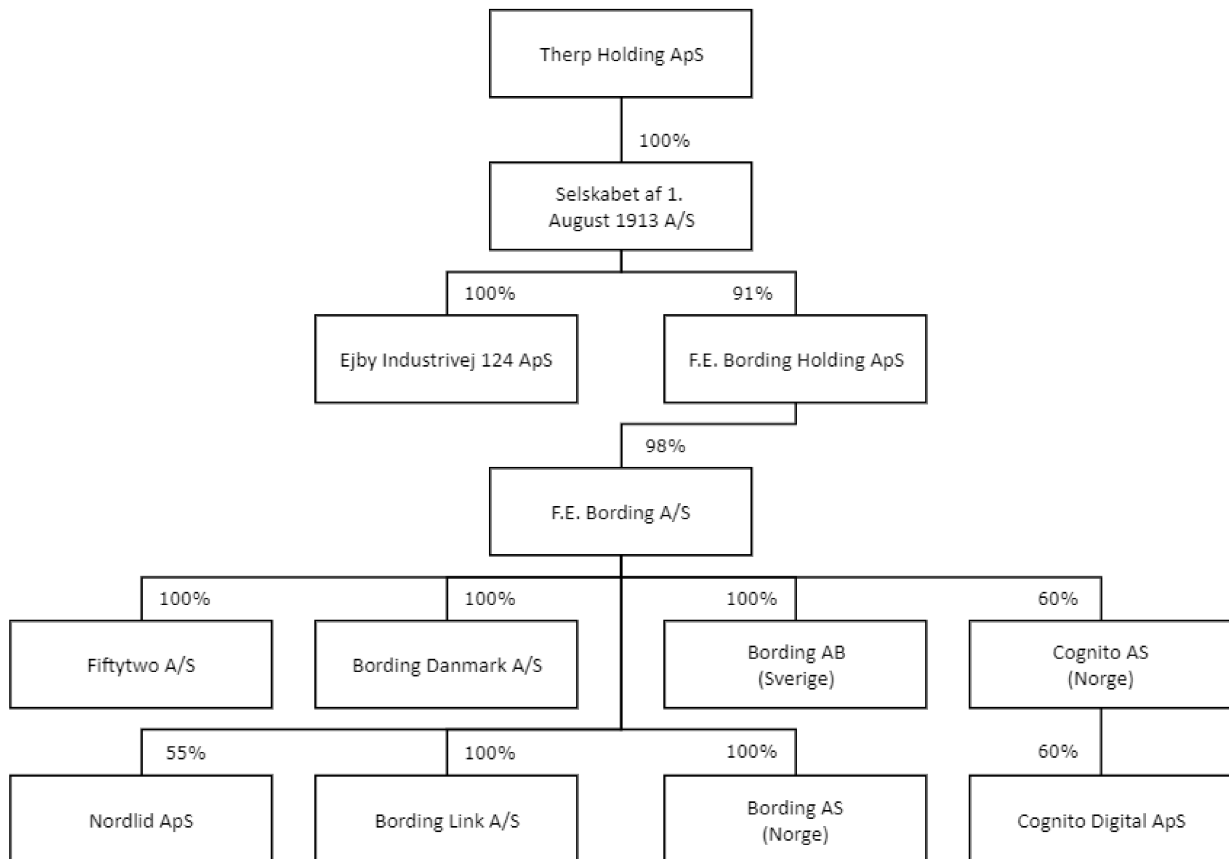 Therp Holding ApS
100%
Selskabet af 1.
August 1913 A/S
100%
91%
Ejby Industrivej 124 ApS
F.E. Bording Holding ApS
98%
F.E. Bording A/S
100%
100%
100%
60%
Fiftytwo A/S
Bording Danmark A/S
Bording AB
(Sverige)
Cognito AS
(Norge)
55%
100%
100%
60%
Nordlid ApS
Bording Link A/S
Bording AS
(Norge)
Cognito Digital ApS